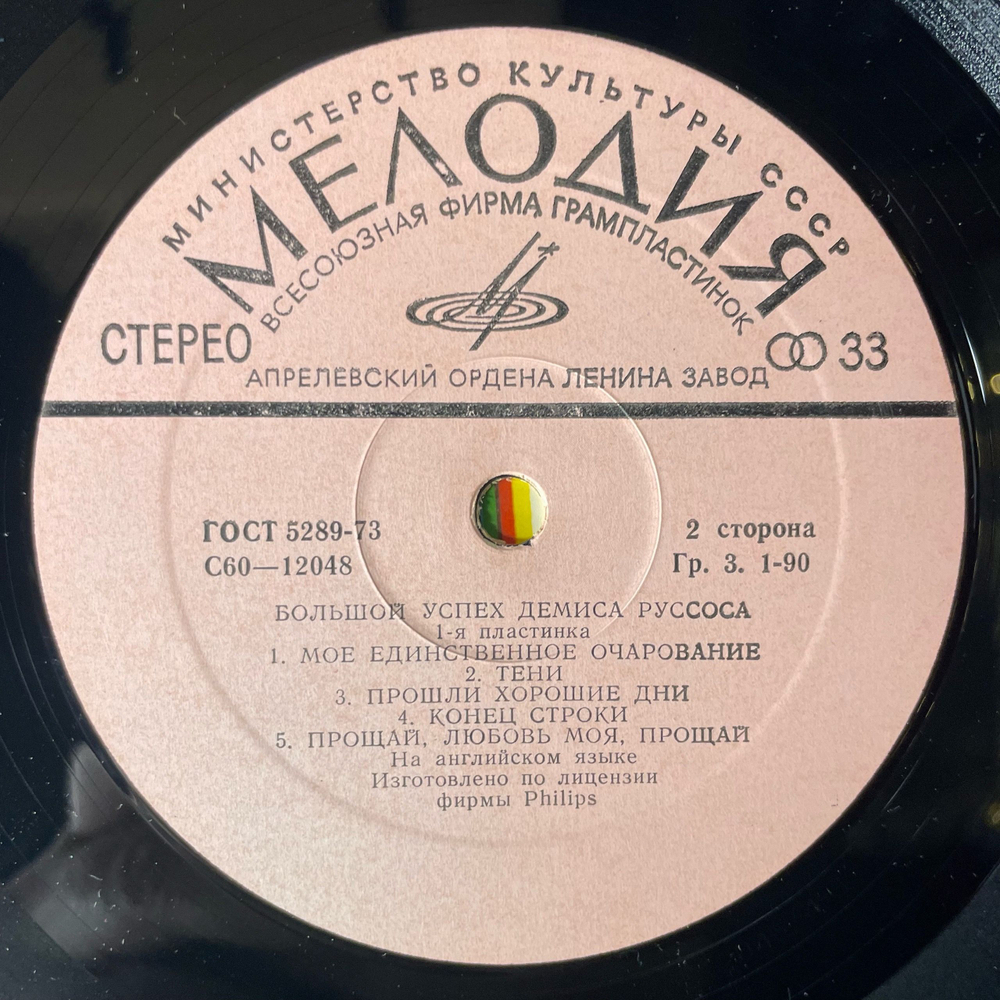 МИНИСТЕРСТВО КУЛЬТУРЫ СССР
МЕЛОДИЯ
ВСЕСОЮЗНАЯ ФИРМА ГРАМПЛАСТИНОК
СТЕРЕО
33
АПРЕЛЕВСКИЙ ОРДЕНА ЛЕНИНА ЗАВОД
ГОСТ 5289-73
2 сторона
С60—12048
Гр. 3. 1-90
БОЛЬШОЙ УСПЕХ ДЕМИСА РУССОСА
1-я пластинка
1. МОЕ ЕДИНСТВЕННОЕ ОЧАРОВАНИЕ
2. ТЕНИ
3. ПРОШЛИ ХОРОШИЕ ДНИ
4. КОНЕЦ СТРОКИ
5. ПРОЩАЙ, ЛЮБОВЬ МОЯ, ПРОЩАЙ
На английском языке
Изготовлено по лицензии
фирмы Philips